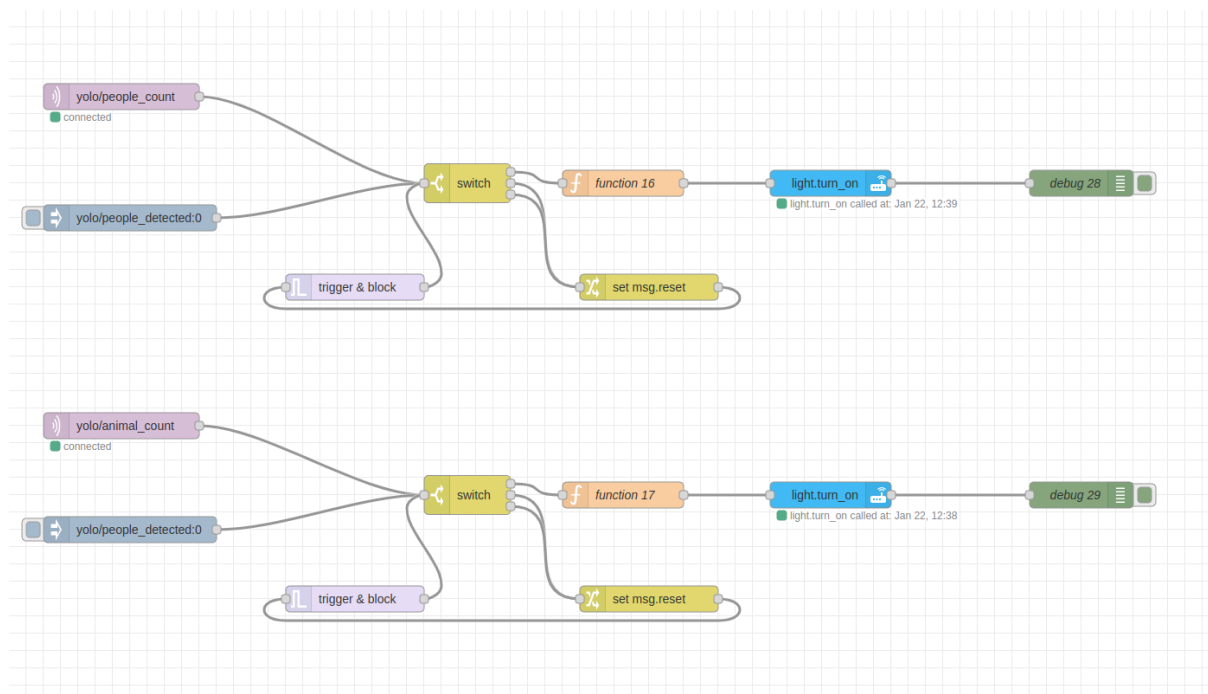 yolo/people_count
connected
switch
function 16
light.turn_on
debug 28
light.turn_on called at: Jan 22, 12:39
yolo/people_detected:0
trigger & block
set msg.reset
yolo/animal_count
connected
switch
function 17
light.turn_on
debug 29
light.turn_on called at: Jan 22, 12:38
yolo/people_detected:0
trigger & block
set msg.reset